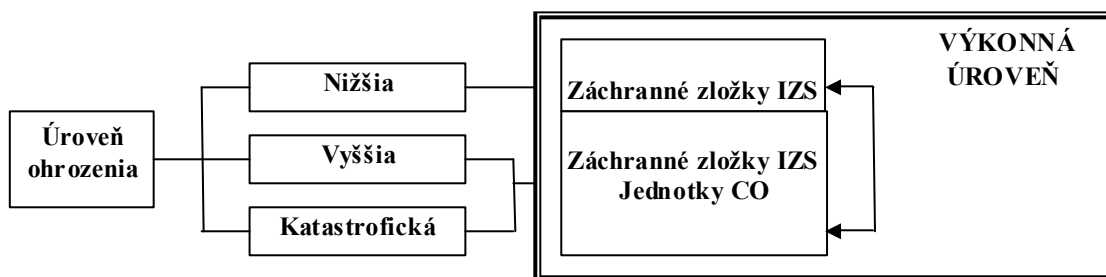 Úroveň
ohrozenia
Nižšia
Vyššia
Katastrofická
VÝKONNÁ
ÚROVEŇ
Záchranné zložky IZS
Záchranné zložky IZS
Jednotky CO